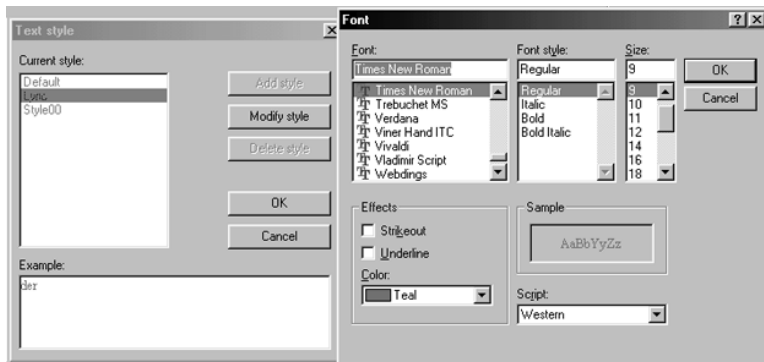 Text style
Current style:
Default
Lync
Style00
Add style
Modify style
Delete style
OK
Cancel
Example:
der
Font
Font:
Times New Roman
Times New Roman
Trebuchet MS
Verdana
Viner Hand ITC
Vivaldi
Vladimir Script
Webdings
Font style:
Regular
Regular
Italic
Bold
Bold Italic
Size:
9
9
10
11
12
14
16
18
OK
Cancel
Effects
Strikeout
Underline
Color:
Teal
Sample
AaBbYyZz
Script:
Western